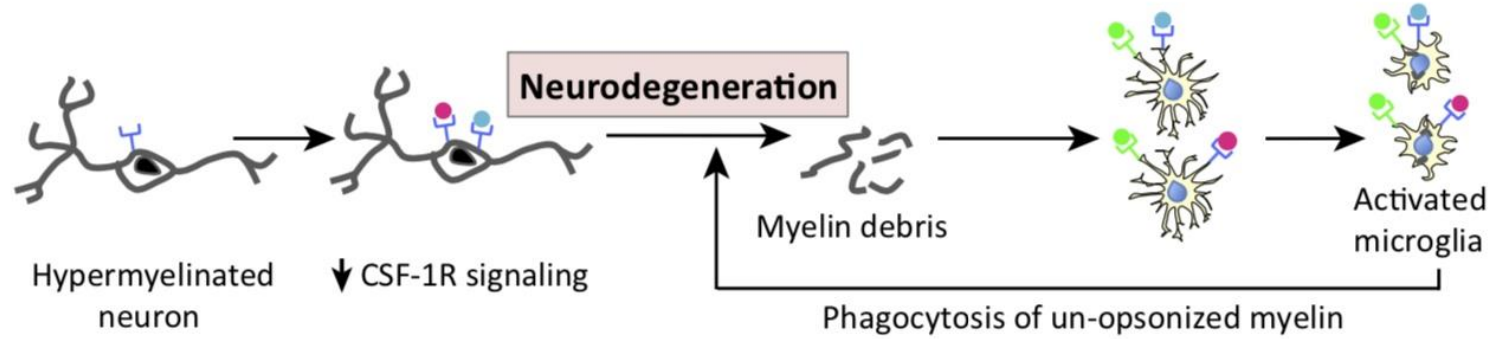 Neurodegeneration
Hypermyelinated
neuron
CSF-1R signaling
Myelin debris
Activated
microglia
Phagocytosis of un-opsonized myelin